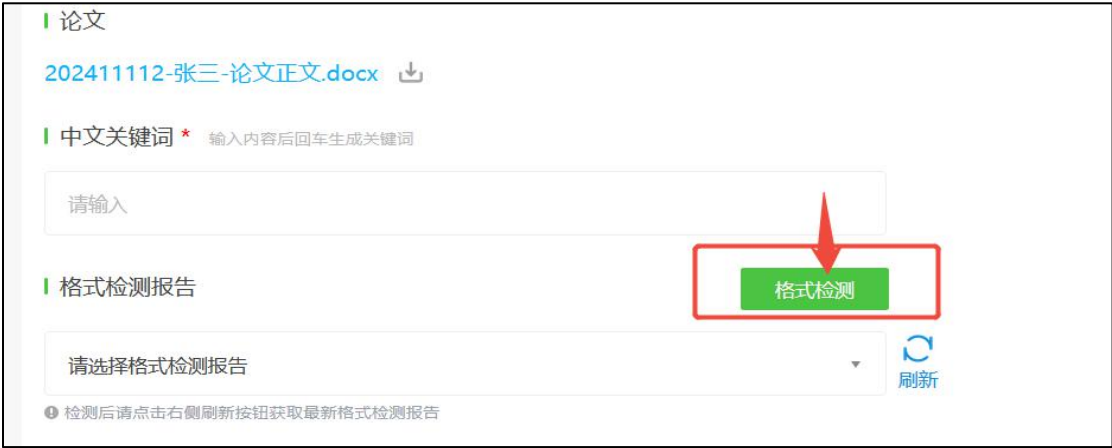 论文
202411112-张三-论文正文.docx
中文关键词 * 输入内容后回车生成关键词
请输入
格式检测报告 格式检测
请选择格式检测报告
刷新
检测后请点击右侧刷新按钮获取最新格式检测报告